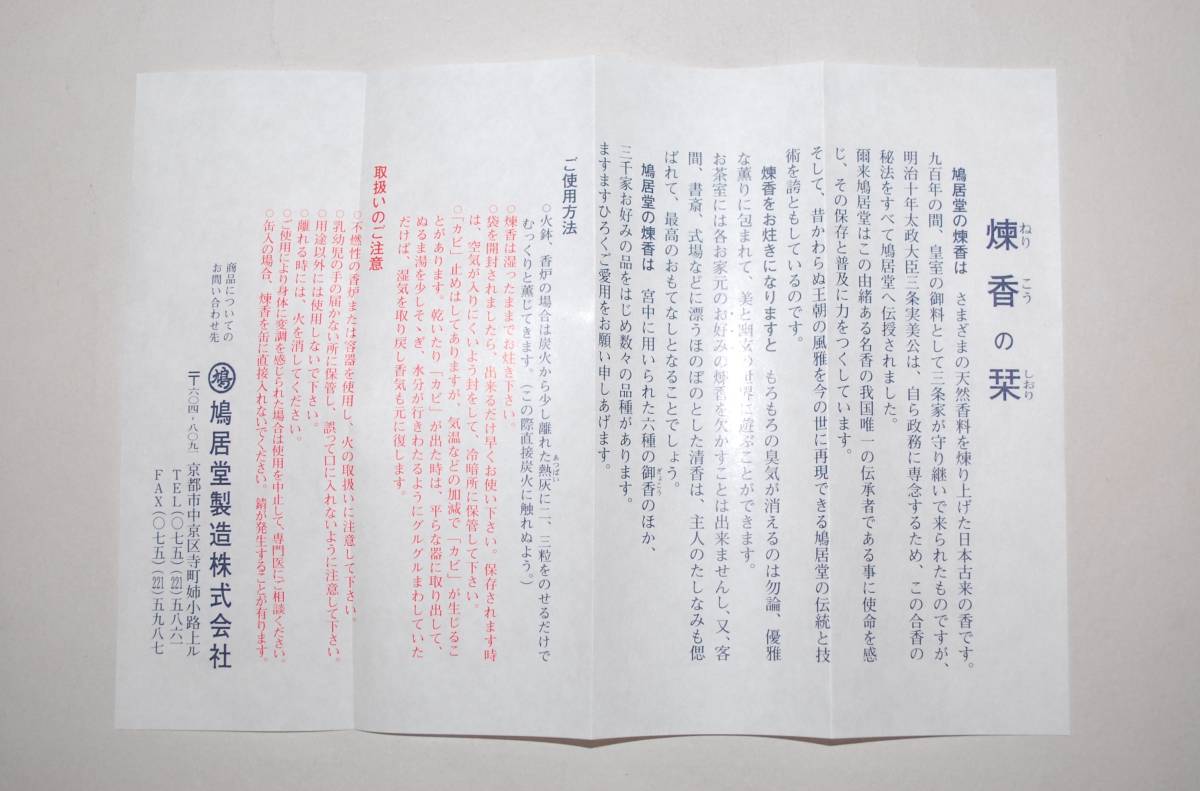 煉香の栞
ねり こう しおり
鳩居堂の煉香は さまざまの天然香料を煉り上げた日本古来の香です。
九百年の間、皇室の御料として三条家が守り継いで来られたものですが、
明治十年太政大臣三条実美公は、自ら政務に専念するため、この合香の
秘法をすべて鳩居堂へ伝授されました。
爾来鳩居堂はこの由緒ある名香の我国唯一の伝承者である事に使命を感
じ、その保存と普及に力をつくしています。
そして、昔かわらぬ王朝の風雅を今の世に再現できる鳩居堂の伝統と技
術を誇ともしているのです。
煉香をお炷きになりますと もろもろの臭気が消えるのは勿論、優雅
な薫りに包まれて、美と幽玄の世界に遊ぶことができます。
お茶室には各お家元のお好みの煉香を欠かすことは出来ませんし、又、客
間、書斎、式場などに漂うほのぼのとした清香は、主人のたしなみも偲
ばれて、最高のおもてなしとなることでしょう。
鳩居堂の煉香は 宮中に用いられた六種の御香のほか、
ぎょこう
三千家お好みの品をはじめ数々の品種があります。
ますますひろくご愛用をお願い申しあげます。
ご使用方法
○火鉢、香炉の場合は炭火から少し離れた熱灰に二、三粒をのせるだけで
あつばい
むっくりと薫じてきます。(この際直接炭火に触れぬよう。)
○煉香は湿ったままでお炷き下さい。
○袋を開封されましたら、出来るだけ早くお使い下さい。保存されます時
は、空気が入りにくいよう封をして、冷暗所に保管して下さい。
○「カビ」止めはしてありますが、気温などの加減で「カビ」が生じるこ
とがあります。乾いたり「カビ」が出た時は、平らな器に取り出して、
ぬるま湯を少しそゝぎ、水分が行きわたるようにグルグルまわしていた
だけば、湿気を取り戻し香気も元に復します。
取扱いのご注意
○不燃性の香炉または容器を使用し、火の取扱いに注意して下さい。
○乳幼児の手の届かない所に保管し、誤って口に入れないように注意して下さい。
○用途以外には使用しないで下さい。
○離れる時には、火を消してください。
○ご使用により身体に変調を感じられた場合は使用を中止して、専門医にご相談ください。
○缶入の場合、煉香を缶に直接入れないでください。錆が発生することが有ります。
商品についての
お問い合わせ先
鳩 鳩居堂製造株式会社
〒六〇四-八〇九一 京都市中京区寺町姉小路上ル
TEL(〇七五)(221)五八六一
FAX(〇七五)(221)五九八七